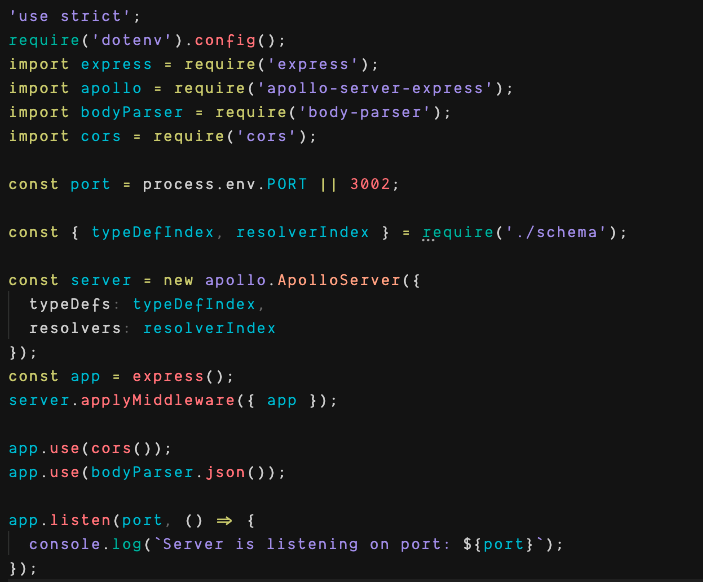 'use strict';
require('dotenv').config();
import express = require('express');
import apollo = require('apollo-server-express');
import bodyParser = require('body-parser');
import cors = require('cors');
const port = process.env.PORT || 3002;
const { typeDefIndex, resolverIndex } = require('./schema');
const server = new apollo.ApolloServer({
typeDefs: typeDefIndex,
resolvers: resolverIndex
});
const app = express();
server.applyMiddleware({ app });
app.use(cors());
app.use(bodyParser.json());
app.listen(port, () => {
console.log(`Server is listening on port: ${port}`);
});